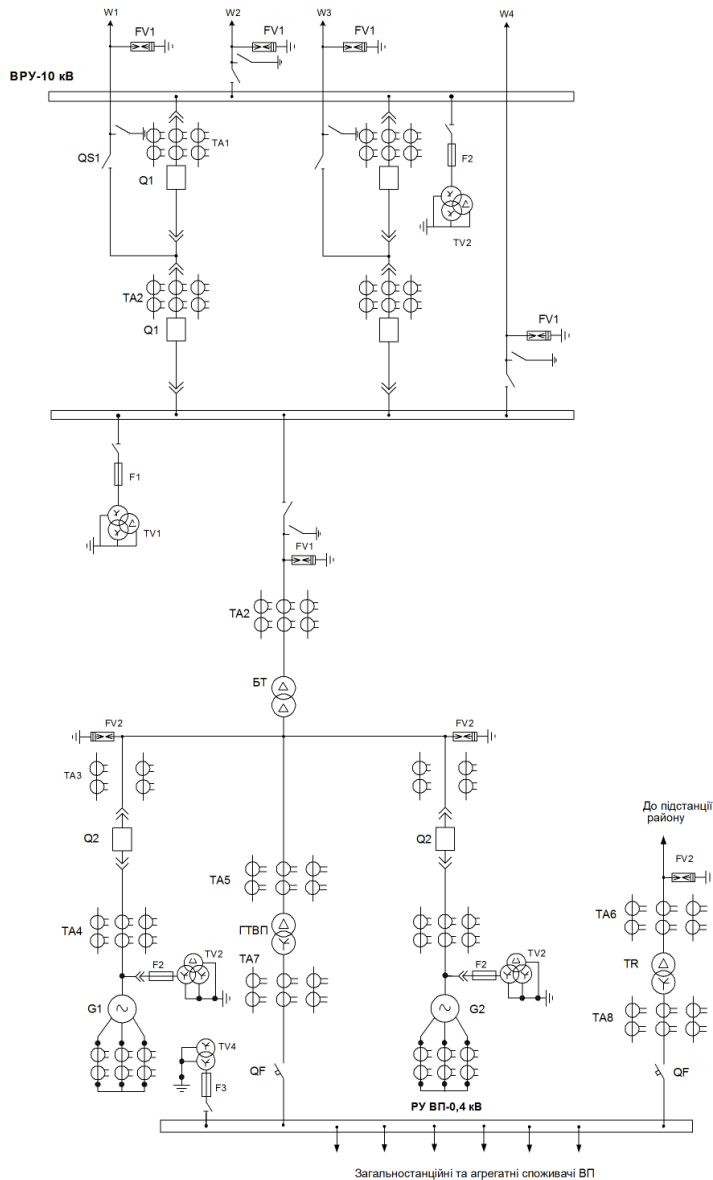 W1
W2
W3
W4
FV1
FV1
FV1
ВРУ-10 кВ
TA1
QS1
F2
Q1
TV2
TA2
Q1
FV1
F1
TV1
FV1
TA2
БТ
FV2
FV2
TA3
До підстанції
району
Q2
Q2
FV2
TA5
TA6
TA4
ГТВП
TV2
TV2
F2
TA7
F2
TR
G1
G2
TA8
TV4
QF
QF
F3
РУ ВП-0,4 кВ
Загальностанційні та агрегатні споживачі ВП